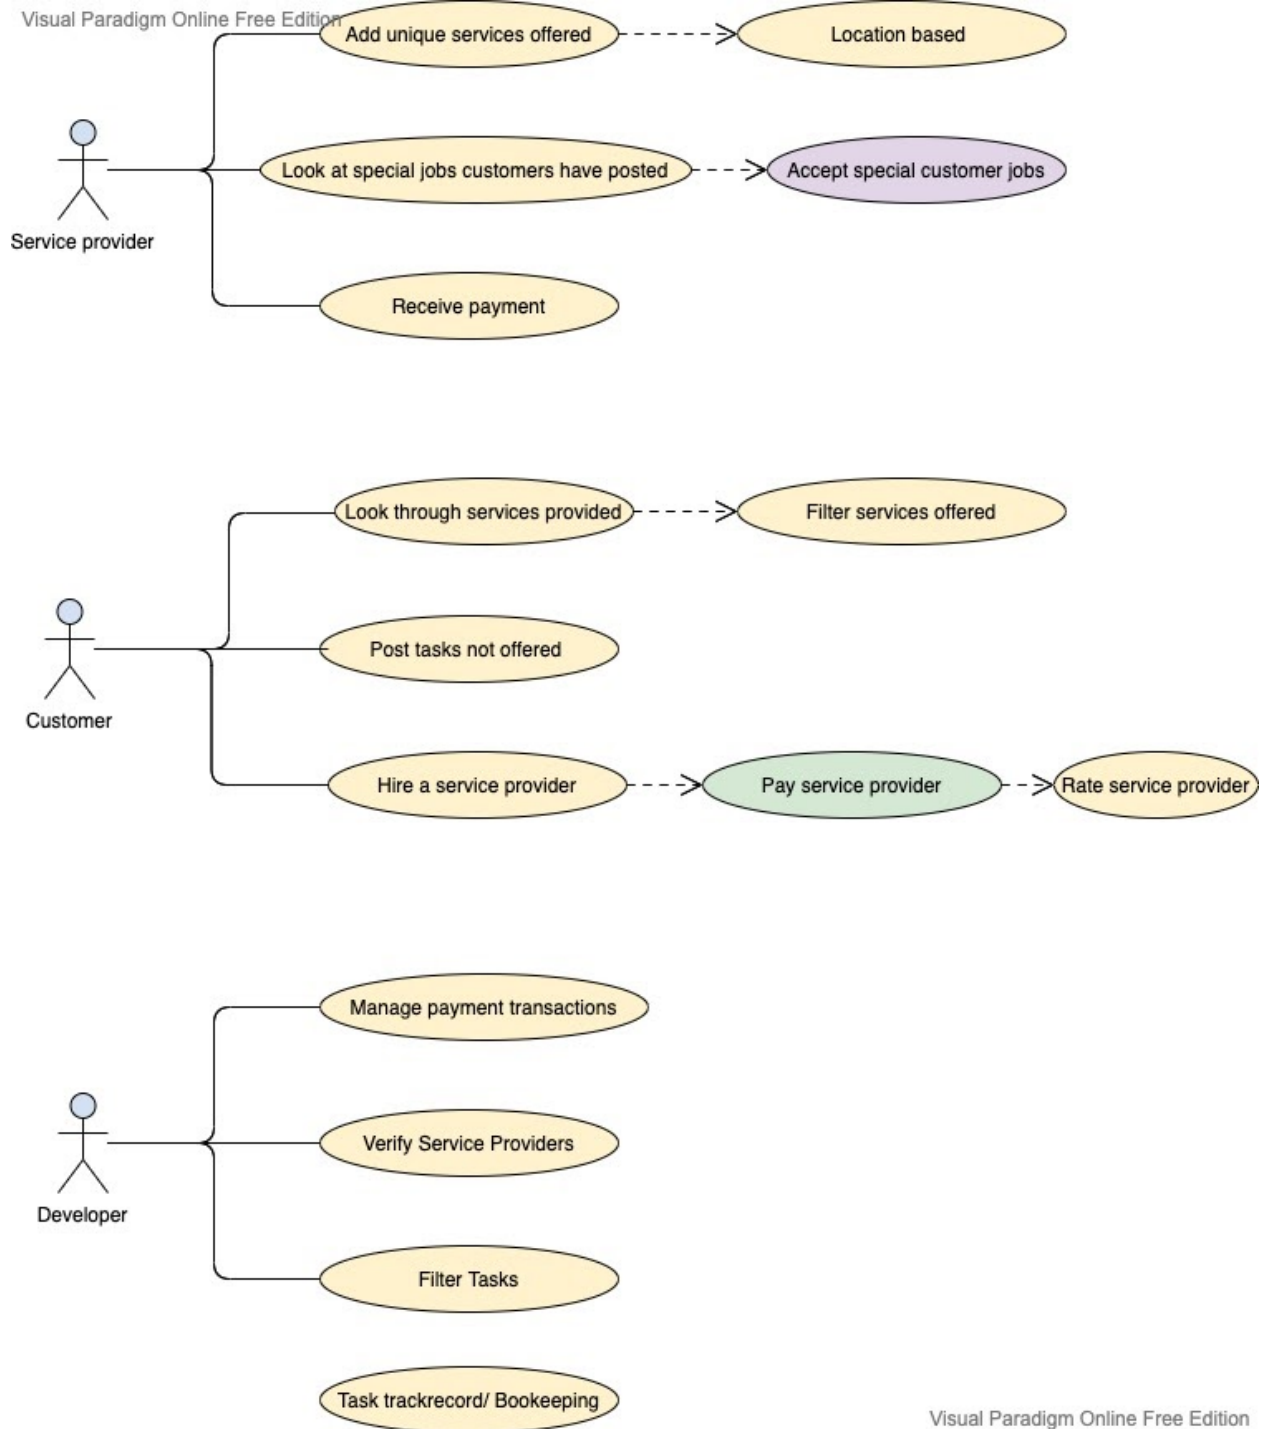 Visual Paradigm Online Free Edition
Add unique services offered
Location based
Look at special jobs customers have posted
Accept special customer jobs
Service provider
Receive payment
Look through services provided
Filter services offered
Post tasks not offered
Customer
Hire a service provider
Pay service provider
Rate service provider
Manage payment transactions
Verify Service Providers
Developer
Filter Tasks
Task trackrecord/ Bookeeping
Visual Paradigm Online Free Edition